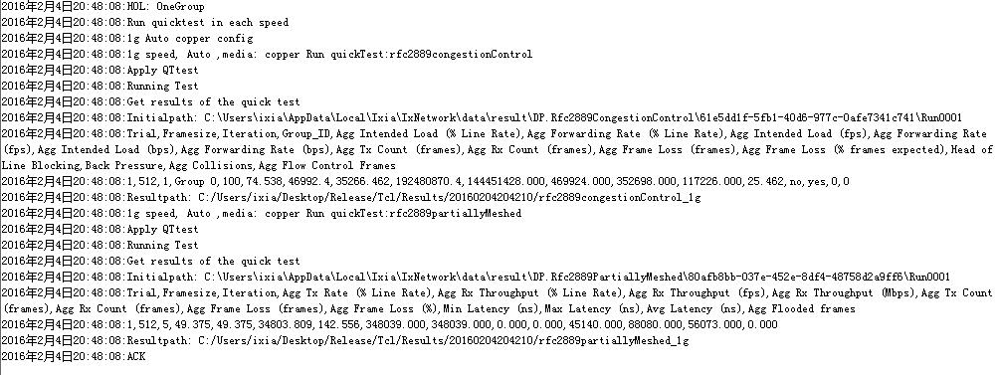 2016年2月4日20:48:08:HOL: OneGroup
2016年2月4日20:48:08:Run quicktest in each speed
2016年2月4日20:48:08:1g Auto copper config
2016年2月4日20:48:08:1g speed, Auto ,media: copper Run quickTest:rfc2889congestionControl
2016年2月4日20:48:08:Apply QTtest
2016年2月4日20:48:08:Running Test
2016年2月4日20:48:08:Get results of the quick test
2016年2月4日20:48:08:Initialpath: C:\Users\ixia\AppData\Local\Ixia\IxNetwork\data\result\DP.Rfc2889CongestionControl\61e5dd1f-5fb1-40d6-977c-0afe7341c741\Run0001
2016年2月4日20:48:08:Trial,Framesize,Iteration,Group_ID,Agg Intended Load (% Line Rate),Agg Forwarding Rate (% Line Rate),Agg Intended Load (fps),Agg Forwarding Rate
(fps),Agg Intended Load (bps),Agg Forwarding Rate (bps),Agg Tx Count (frames),Agg Rx Count (frames),Agg Frame Loss (frames),Agg Frame Loss (% frames expected),Head of
Line Blocking,Back Pressure,Agg Collisions,Agg Flow Control Frames
2016年2月4日20:48:08:1,512,1,Group 0,100,74.538,46992.4,35266.462,192480870.4,144451428.000,469924.000,352698.000,117226.000,25.462,no,yes,0,0
2016年2月4日20:48:08:Resultpath: C:/Users/ixia/Desktop/Release/Tcl/Results/20160204204210/rfc2889congestionControl_1g
2016年2月4日20:48:08:1g speed, Auto ,media: copper Run quickTest:rfc2889partiallyMeshed
2016年2月4日20:48:08:Apply QTtest
2016年2月4日20:48:08:Running Test
2016年2月4日20:48:08:Get results of the quick test
2016年2月4日20:48:08:Initialpath: C:\Users\ixia\AppData\Local\Ixia\IxNetwork\data\result\DP.Rfc2889PartiallyMeshed\80afb8bb-037e-452e-8df4-48758d2a9ff6\Run0001
2016年2月4日20:48:08:Trial,Framesize,Iteration,Agg Tx Rate (% Line Rate),Agg Rx Throughput (% Line Rate),Agg Rx Throughput (fps),Agg Rx Throughput (Mbps),Agg Tx Count
(frames),Agg Rx Count (frames),Agg Frame Loss (frames),Agg Frame Loss (%),Min Latency (ns),Max Latency (ns),Avg Latency (ns),Agg Flooded frames
2016年2月4日20:48:08:1,512,5,49.375,49.375,34803.809,142.556,348039.000,348039.000,0.000,0.000,45140.000,88080.000,56073.000,0.000
2016年2月4日20:48:08:Resultpath: C:/Users/ixia/Desktop/Release/Tcl/Results/20160204204210/rfc2889partiallyMeshed_1g
2016年2月4日20:48:08:ACK